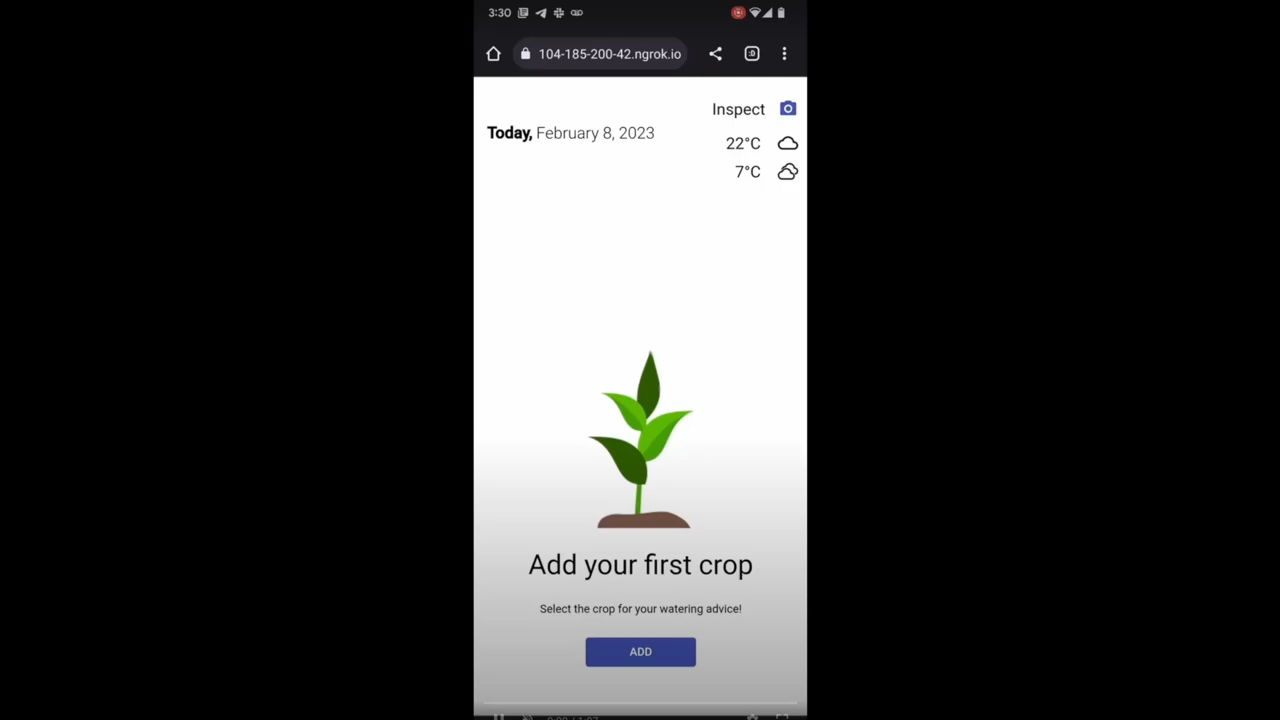 3:30
104-185-200-42.ngrok.io
:D
Inspect
Today, February 8, 2023
22°C
7°C
Add your first crop
Select the crop for your watering advice!
ADD